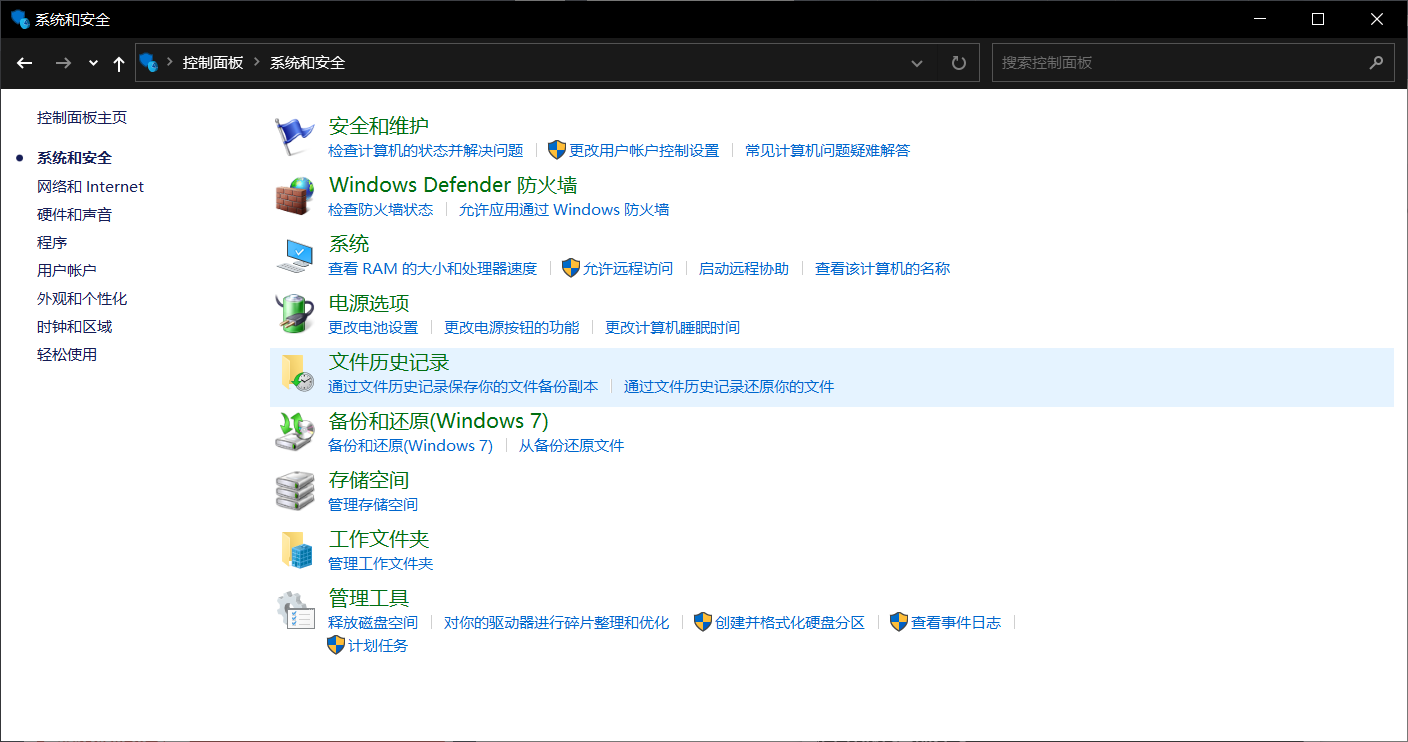 系统和安全
控制面板 系统和安全
搜索控制面板
控制面板主页
系统和安全
网络和 Internet
硬件和声音
程序
用户帐户
外观和个性化
时钟和区域
轻松使用
安全和维护
检查计算机的状态并解决问题 更改用户帐户控制设置 常见计算机问题疑难解答
Windows Defender 防火墙
检查防火墙状态 允许应用通过 Windows 防火墙
系统
查看 RAM 的大小和处理器速度 允许远程访问 启动远程协助 查看该计算机的名称
电源选项
更改电池设置 更改电源按钮的功能 更改计算机睡眠时间
文件历史记录
通过文件历史记录保存你的文件备份副本 通过文件历史记录还原你的文件
备份和还原(Windows 7)
备份和还原(Windows 7) 从备份还原文件
存储空间
管理存储空间
工作文件夹
管理工作文件夹
管理工具
释放磁盘空间 对你的驱动器进行碎片整理和优化 创建并格式化硬盘分区 查看事件日志
计划任务